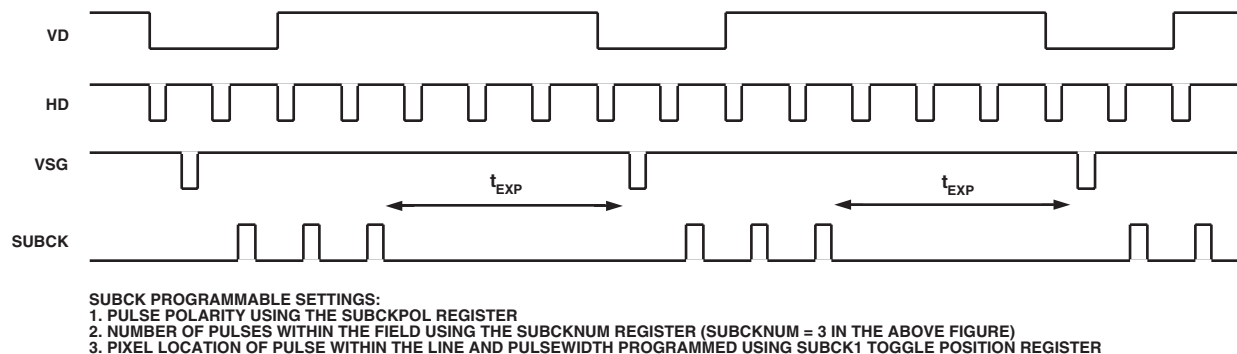 VD
HD
VSG
t_EXP
t_EXP
SUBCK
SUBCK PROGRAMMABLE SETTINGS:
1. PULSE POLARITY USING THE SUBCKPOL REGISTER
2. NUMBER OF PULSES WITHIN THE FIELD USING THE SUBCKNUM REGISTER (SUBCKNUM = 3 IN THE ABOVE FIGURE)
3. PIXEL LOCATION OF PULSE WITHIN THE LINE AND PULSEWIDTH PROGRAMMED USING SUBCK1 TOGGLE POSITION REGISTER